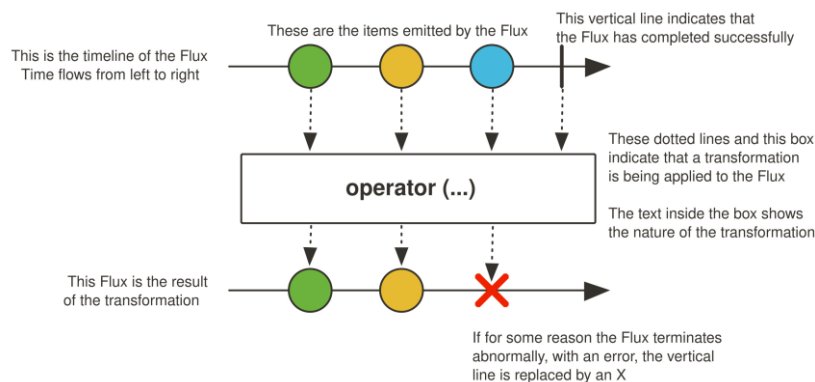 These are the items emitted by the Flux
This vertical line indicates that
the Flux has completed successfully
This is the timeline of the Flux
Time flows from left to right
These dotted lines and this box
indicate that a transformation
is being applied to the Flux
operator (...)
The text inside the box shows
the nature of the transformation
This Flux is the result
of the transformation
If for some reason the Flux terminates
abnormally, with an error, the vertical
line is replaced by an X